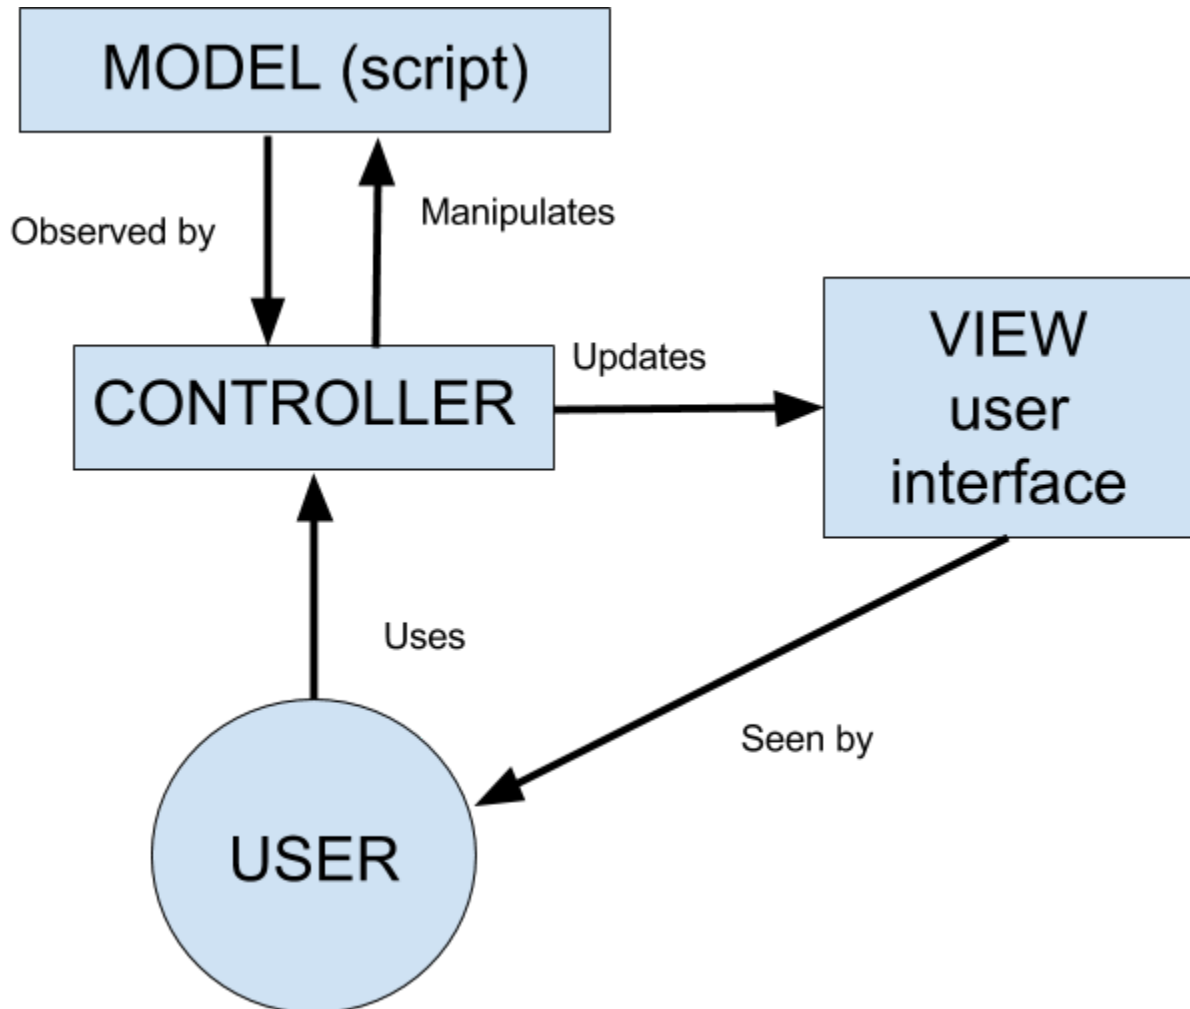 MODEL (script)
Observed by
Manipulates
CONTROLLER
Updates
VIEW
user
interface
Uses
Seen by
USER